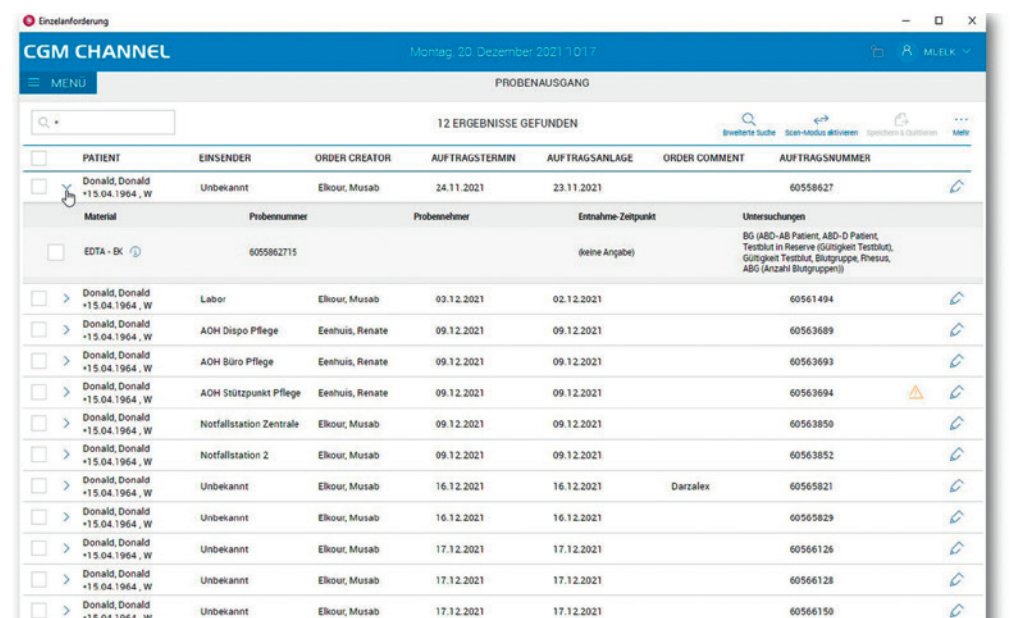 Einzelanforderung
CGM CHANNEL Montag, 20. Dezember 2021 10:17 MLELK
MENÜ PROBENAUSGANG
* 12 ERGEBNISSE GEFUNDEN Erweiterte Suche Scan-Modus aktivieren Speichern & Quittieren Mehr
PATIENT EINSENDER ORDER CREATOR AUFTRAGSTERMIN AUFTRAGSANLAGE ORDER COMMENT AUFTRAGSNUMMER
Donald, Donald
*15.04.1964 , W Unbekannt Elkour, Musab 24.11.2021 23.11.2021 60558627
Material Probennummer Probennehmer Entnahme-Zeitpunkt Untersuchungen
EDTA - EK 6055862715 (keine Angabe) BG (ABD-AB Patient, ABD-D Patient,
Testblut in Reserve (Gültigkeit Testblut),
Gültigkeit Testblut, Blutgruppe, Rhesus,
ABG (Anzahl Blutgruppen))
Donald, Donald
*15.04.1964 , W Labor Elkour, Musab 03.12.2021 02.12.2021 60561494
Donald, Donald
*15.04.1964 , W AOH Dispo Pflege Eenhuis, Renate 09.12.2021 09.12.2021 60563689
Donald, Donald
*15.04.1964 , W AOH Büro Pflege Eenhuis, Renate 09.12.2021 09.12.2021 60563693
Donald, Donald
*15.04.1964 , W AOH Stützpunkt Pflege Eenhuis, Renate 09.12.2021 09.12.2021 60563694
Donald, Donald
*15.04.1964 , W Notfallstation Zentrale Elkour, Musab 09.12.2021 09.12.2021 60563850
Donald, Donald
*15.04.1964 , W Notfallstation 2 Elkour, Musab 09.12.2021 09.12.2021 60563852
Donald, Donald
*15.04.1964 , W Unbekannt Elkour, Musab 16.12.2021 16.12.2021 Darzalex 60565821
Donald, Donald
*15.04.1964 , W Unbekannt Elkour, Musab 16.12.2021 16.12.2021 60565829
Donald, Donald
*15.04.1964 , W Unbekannt Elkour, Musab 17.12.2021 17.12.2021 60566126
Donald, Donald
*15.04.1964 , W Unbekannt Elkour, Musab 17.12.2021 17.12.2021 60566128
Donald, Donald
*15.04.1964 , W Unbekannt Elkour, Musab 17.12.2021 17.12.2021 60566150